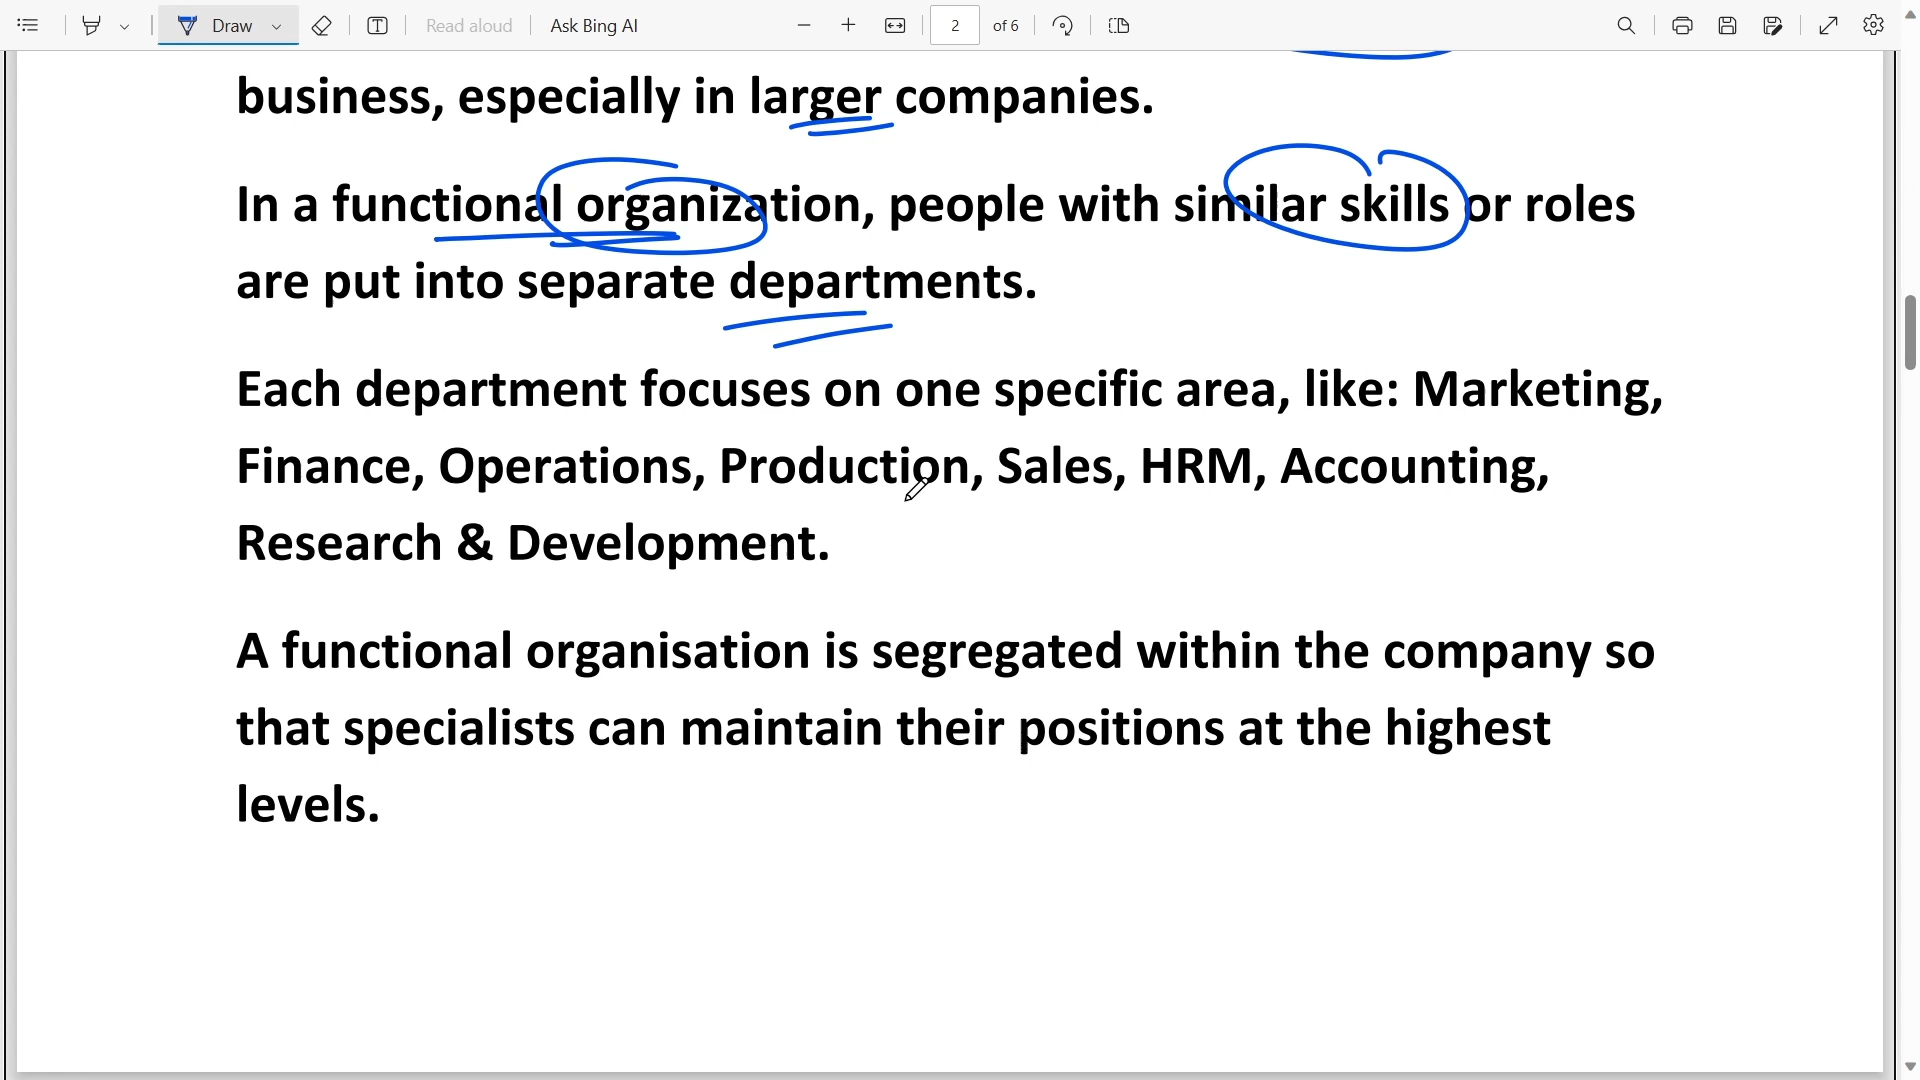 Draw
Read aloud
Ask Bing AI
2
of 6
business, especially in larger companies.
In a functional organization, people with similar skills or roles
are put into separate departments.
Each department focuses on one specific area, like: Marketing,
Finance, Operations, Production, Sales, HRM, Accounting,
Research & Development.
A functional organisation is segregated within the company so
that specialists can maintain their positions at the highest
levels.